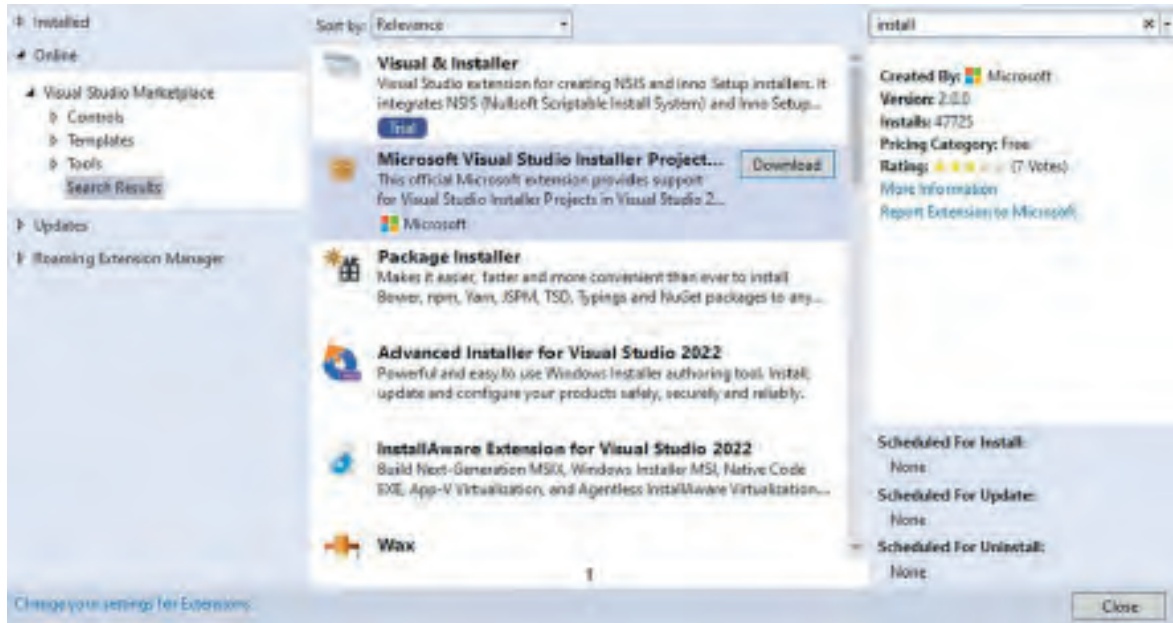 Installed
Online
Visual Studio Marketplace
Controls
Templates
Tools
Search Results
Updates
Roaming Extension Manager
Change your settings for Extensions
Sort by: Relevance
Visual & Installer
Visual Studio extension for creating NSIS and Inno Setup installers. It
integrates NSIS (Nullsoft Scriptable Install System) and Inno Setup...
Trial
Microsoft Visual Studio Installer Project...
Download
This official Microsoft extension provides support
for Visual Studio Installer Projects in Visual Studio 2...
Microsoft
Package Installer
Makes it easier, faster and more convenient than ever to install
Bower, npm, Yarn, JSPM, TSD, Typings and NuGet packages to any...
Advanced Installer for Visual Studio 2022
Powerful and easy to use Windows Installer authoring tool. Install,
update and configure your products safely, securely and reliably.
InstallAware Extension for Visual Studio 2022
Build Next-Generation MSIX, Windows Installer MSI, Native Code
EXE, App-V Virtualization, and Agentless InstallAware Virtualization...
Wax
1
install
Created By: Microsoft
Version: 2.0.0
Installs: 47725
Pricing Category: Free
Rating: (7 Votes)
More Information
Report Extension to Microsoft
Scheduled For Install:
None
Scheduled For Update:
None
Scheduled For Uninstall:
None
Close